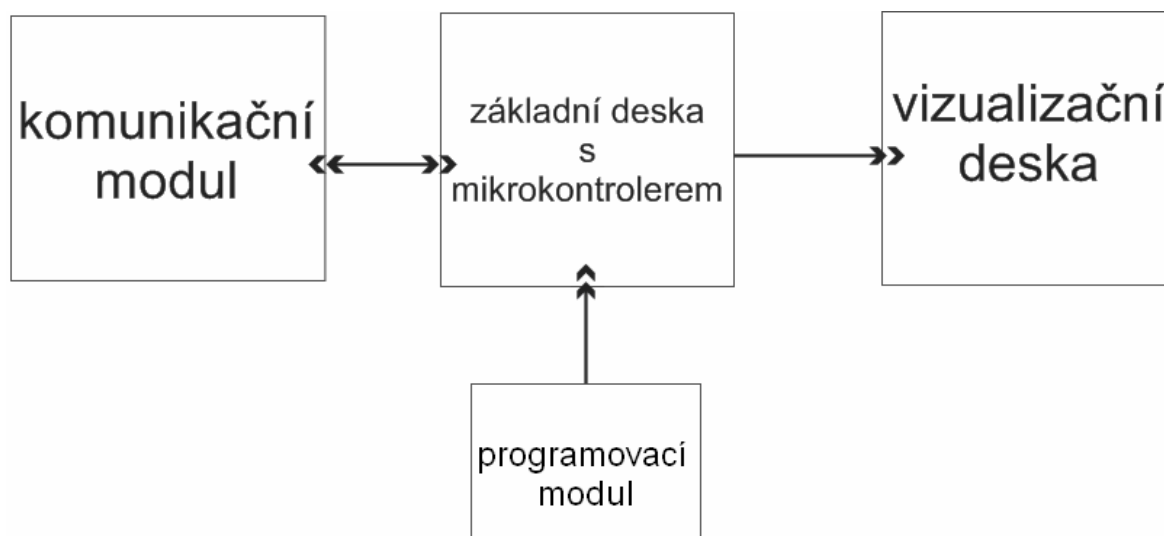 komunikační
modul
základní deska
s
mikrokontrolerem
vizualizační
deska
programovací
modul